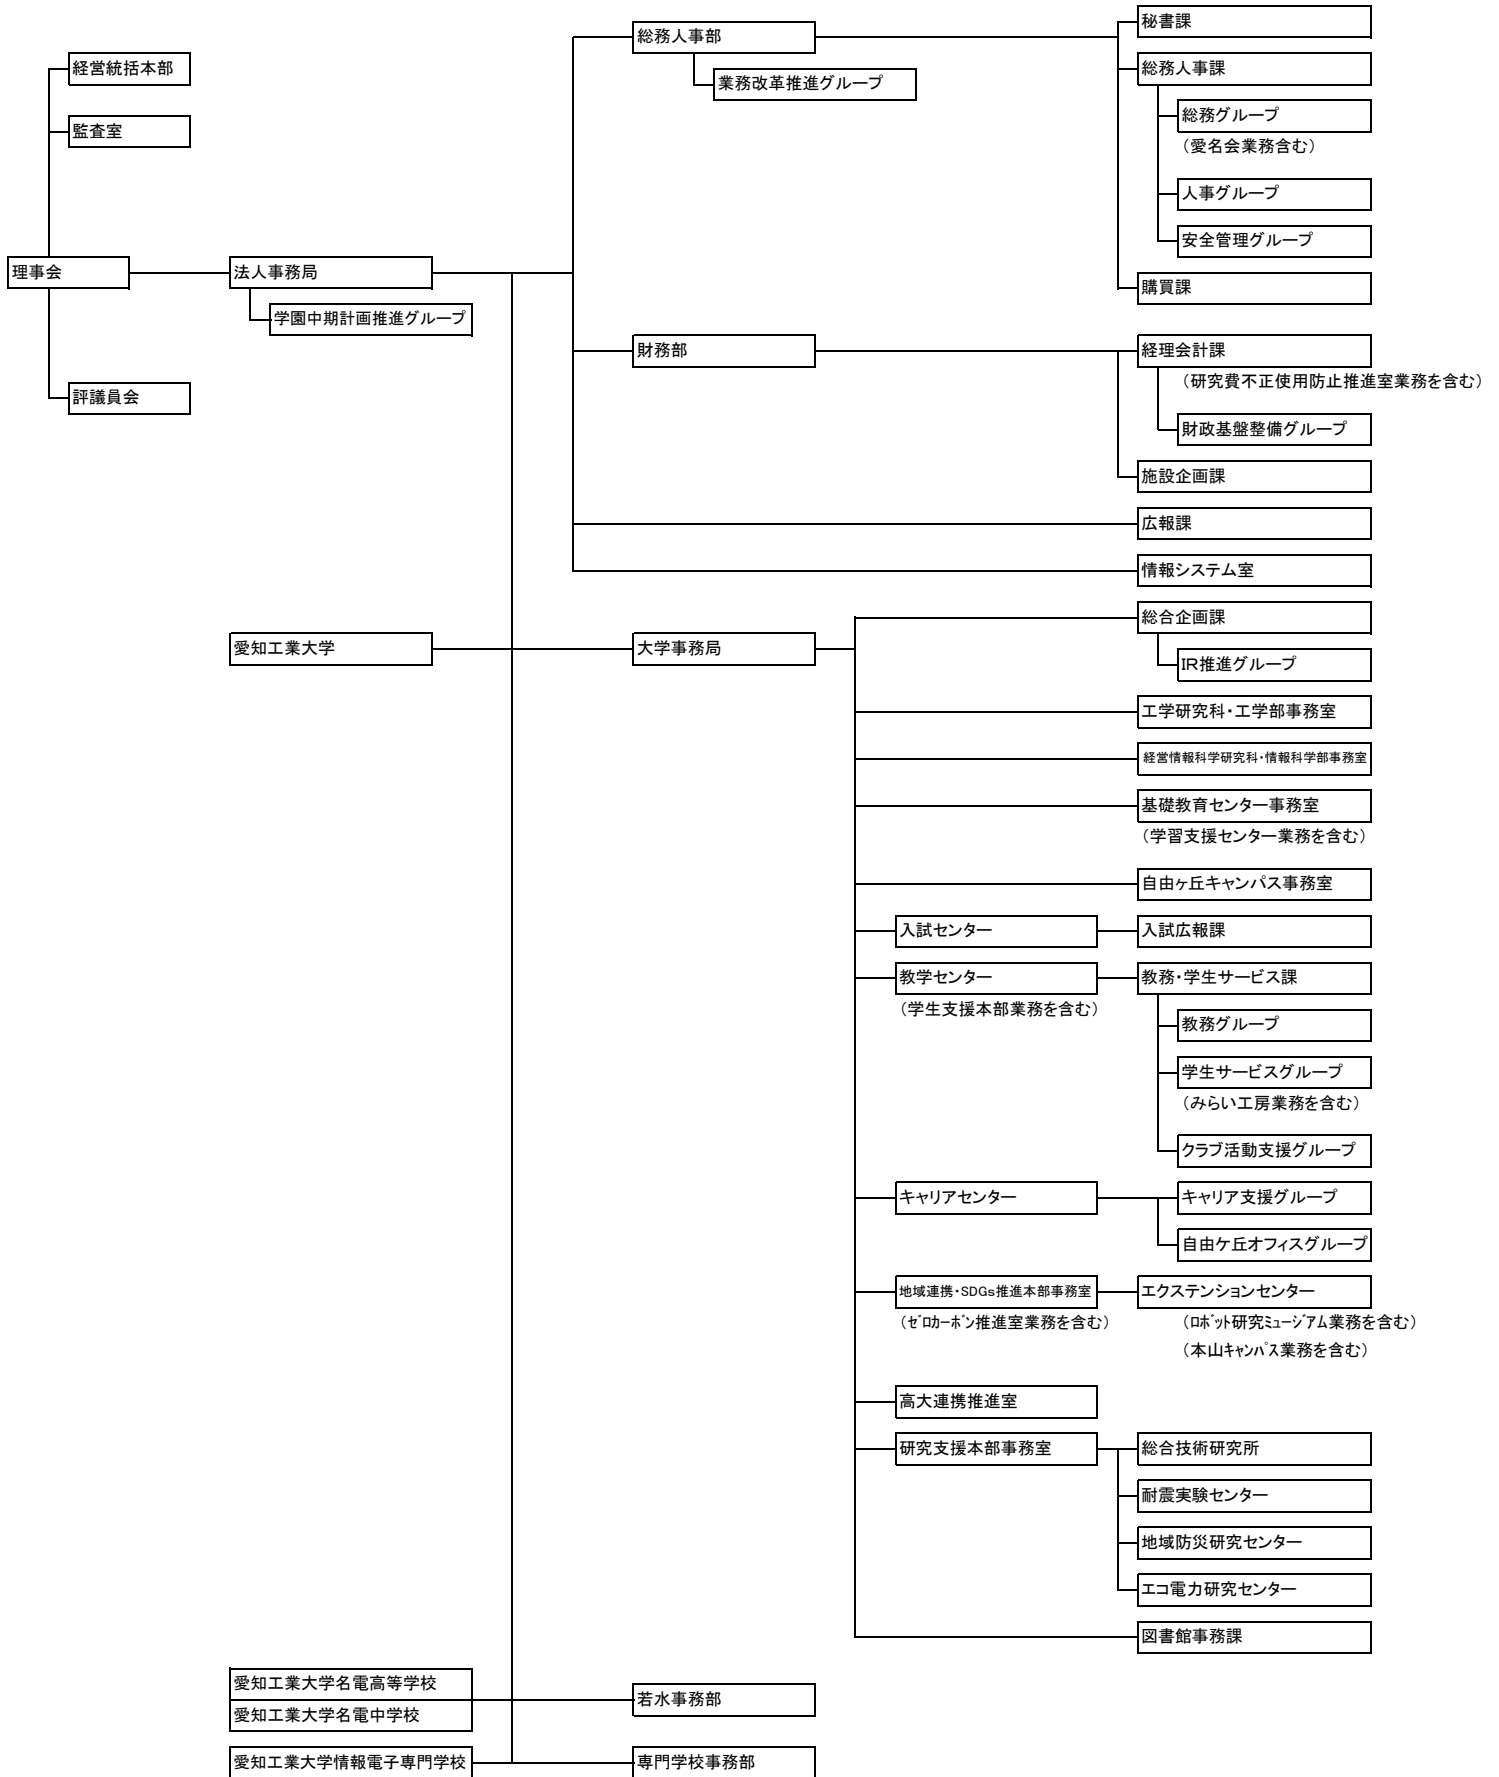 秘書課
総務人事部
経営統括本部
総務人事課
業務改革推進グループ
総務グループ
監査室
（愛名会業務含む）
人事グループ
安全管理グループ
理事会
法人事務局
購買課
学園中期計画推進グループ
財務部
経理会計課
（研究費不正使用防止推進室業務を含む）
評議員会
財政基盤整備グループ
施設企画課
広報課
情報システム室
総合企画課
愛知工業大学
大学事務局
IR推進グループ
工学研究科・工学部事務室
経営情報科学研究科・情報科学部事務室
基礎教育センター事務室
（学習支援センター業務を含む）
自由ヶ丘キャンパス事務室
入試センター
入試広報課
教学センター
教務・学生サービス課
（学生支援本部業務を含む）
教務グループ
学生サービスグループ
（みらい工房業務を含む）
クラブ活動支援グループ
キャリアセンター
キャリア支援グループ
自由ケ丘オフィスグループ
地域連携・SDGs推進本部事務室
エクステンションセンター
（ｾﾞﾛｶｰﾎﾞﾝ推進室業務を含む）
（ﾛﾎﾞｯﾄ研究ﾐｭｰｼﾞｱﾑ業務を含む）
（本山ｷｬﾝﾊﾟｽ業務を含む）
高大連携推進室
研究支援本部事務室
総合技術研究所
耐震実験センター
地域防災研究センター
エコ電力研究センター
図書館事務課
愛知工業大学名電高等学校
若水事務部
愛知工業大学名電中学校
愛知工業大学情報電子専門学校
専門学校事務部